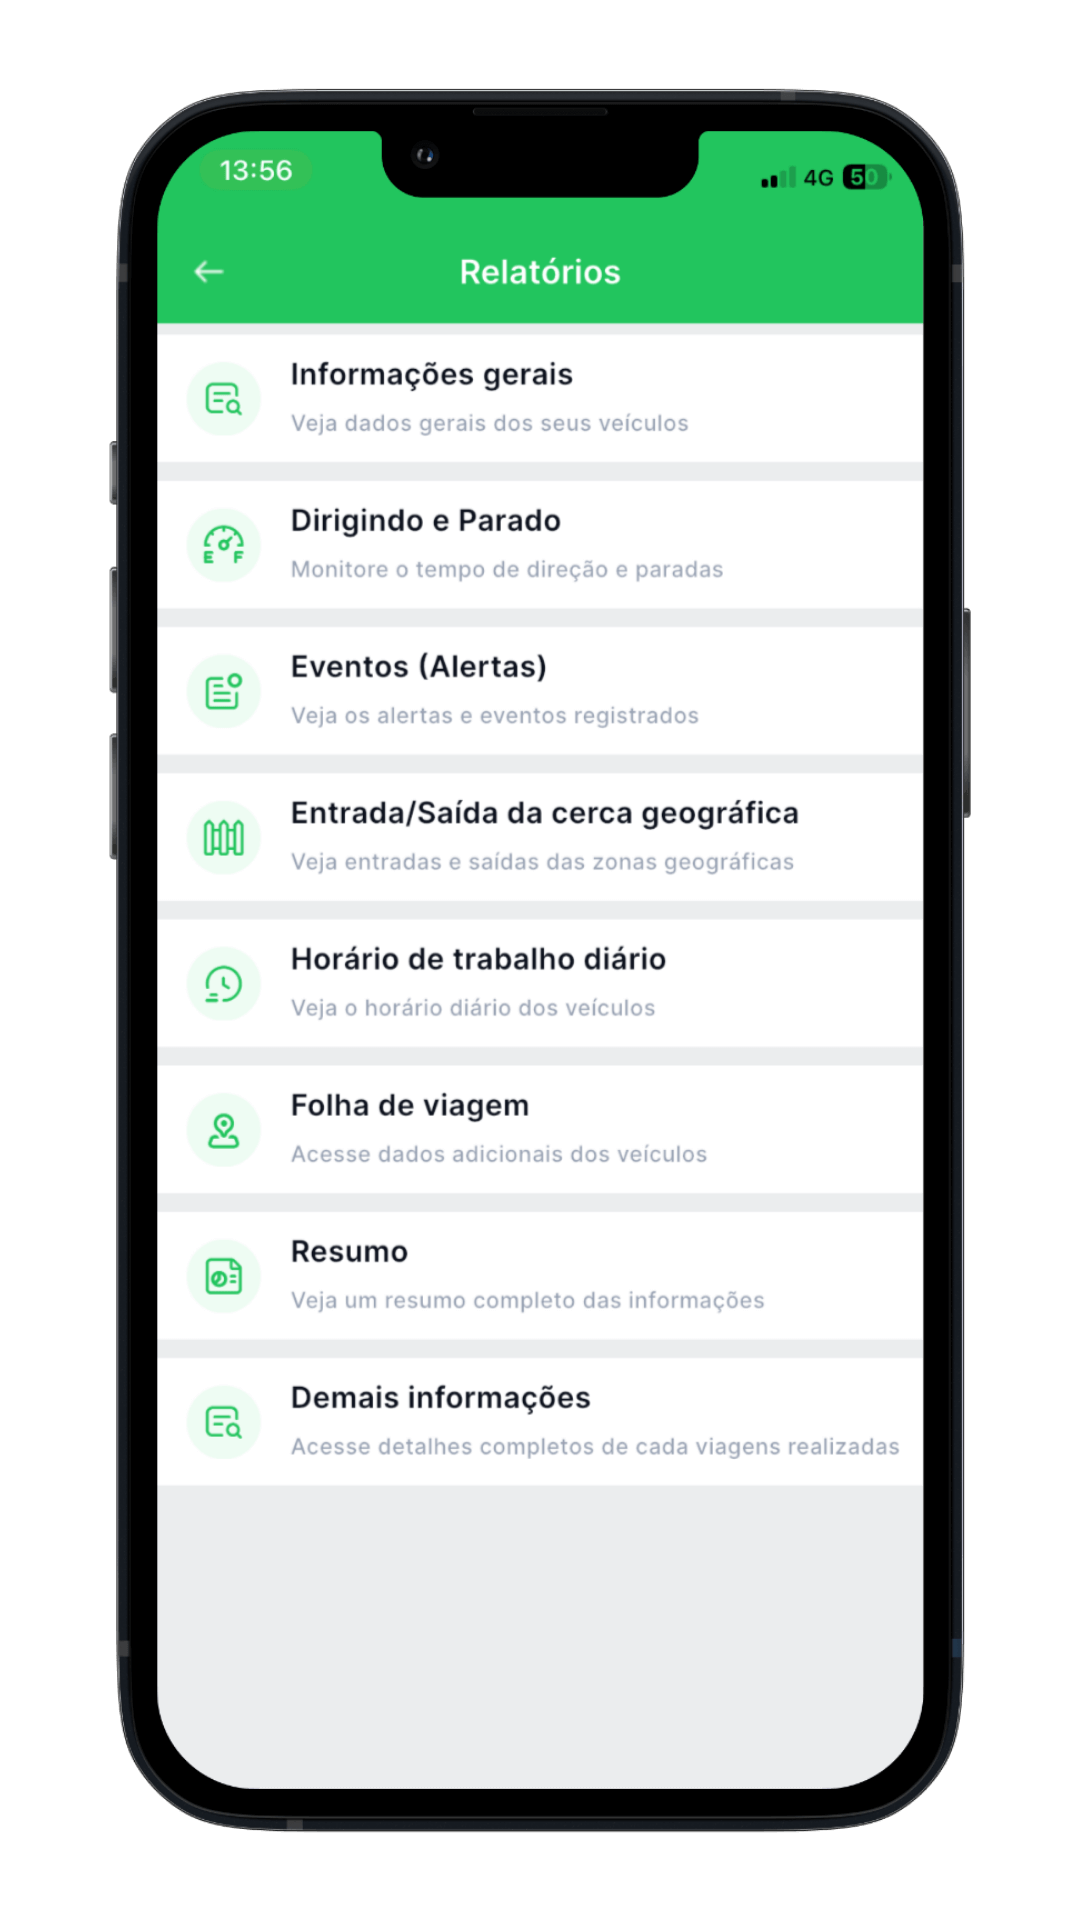 13:56
4G 50
Relatórios
Informações gerais
Veja dados gerais dos seus veículos
E F
Dirigindo e Parado
Monitore o tempo de direção e paradas
Eventos (Alertas)
Veja os alertas e eventos registrados
Entrada/Saída da cerca geográfica
Veja entradas e saídas das zonas geográficas
Horário de trabalho diário
Veja o horário diário dos veículos
Folha de viagem
Acesse dados adicionais dos veículos
Resumo
Veja um resumo completo das informações
Demais informações
Acesse detalhes completos de cada viagens realizadas